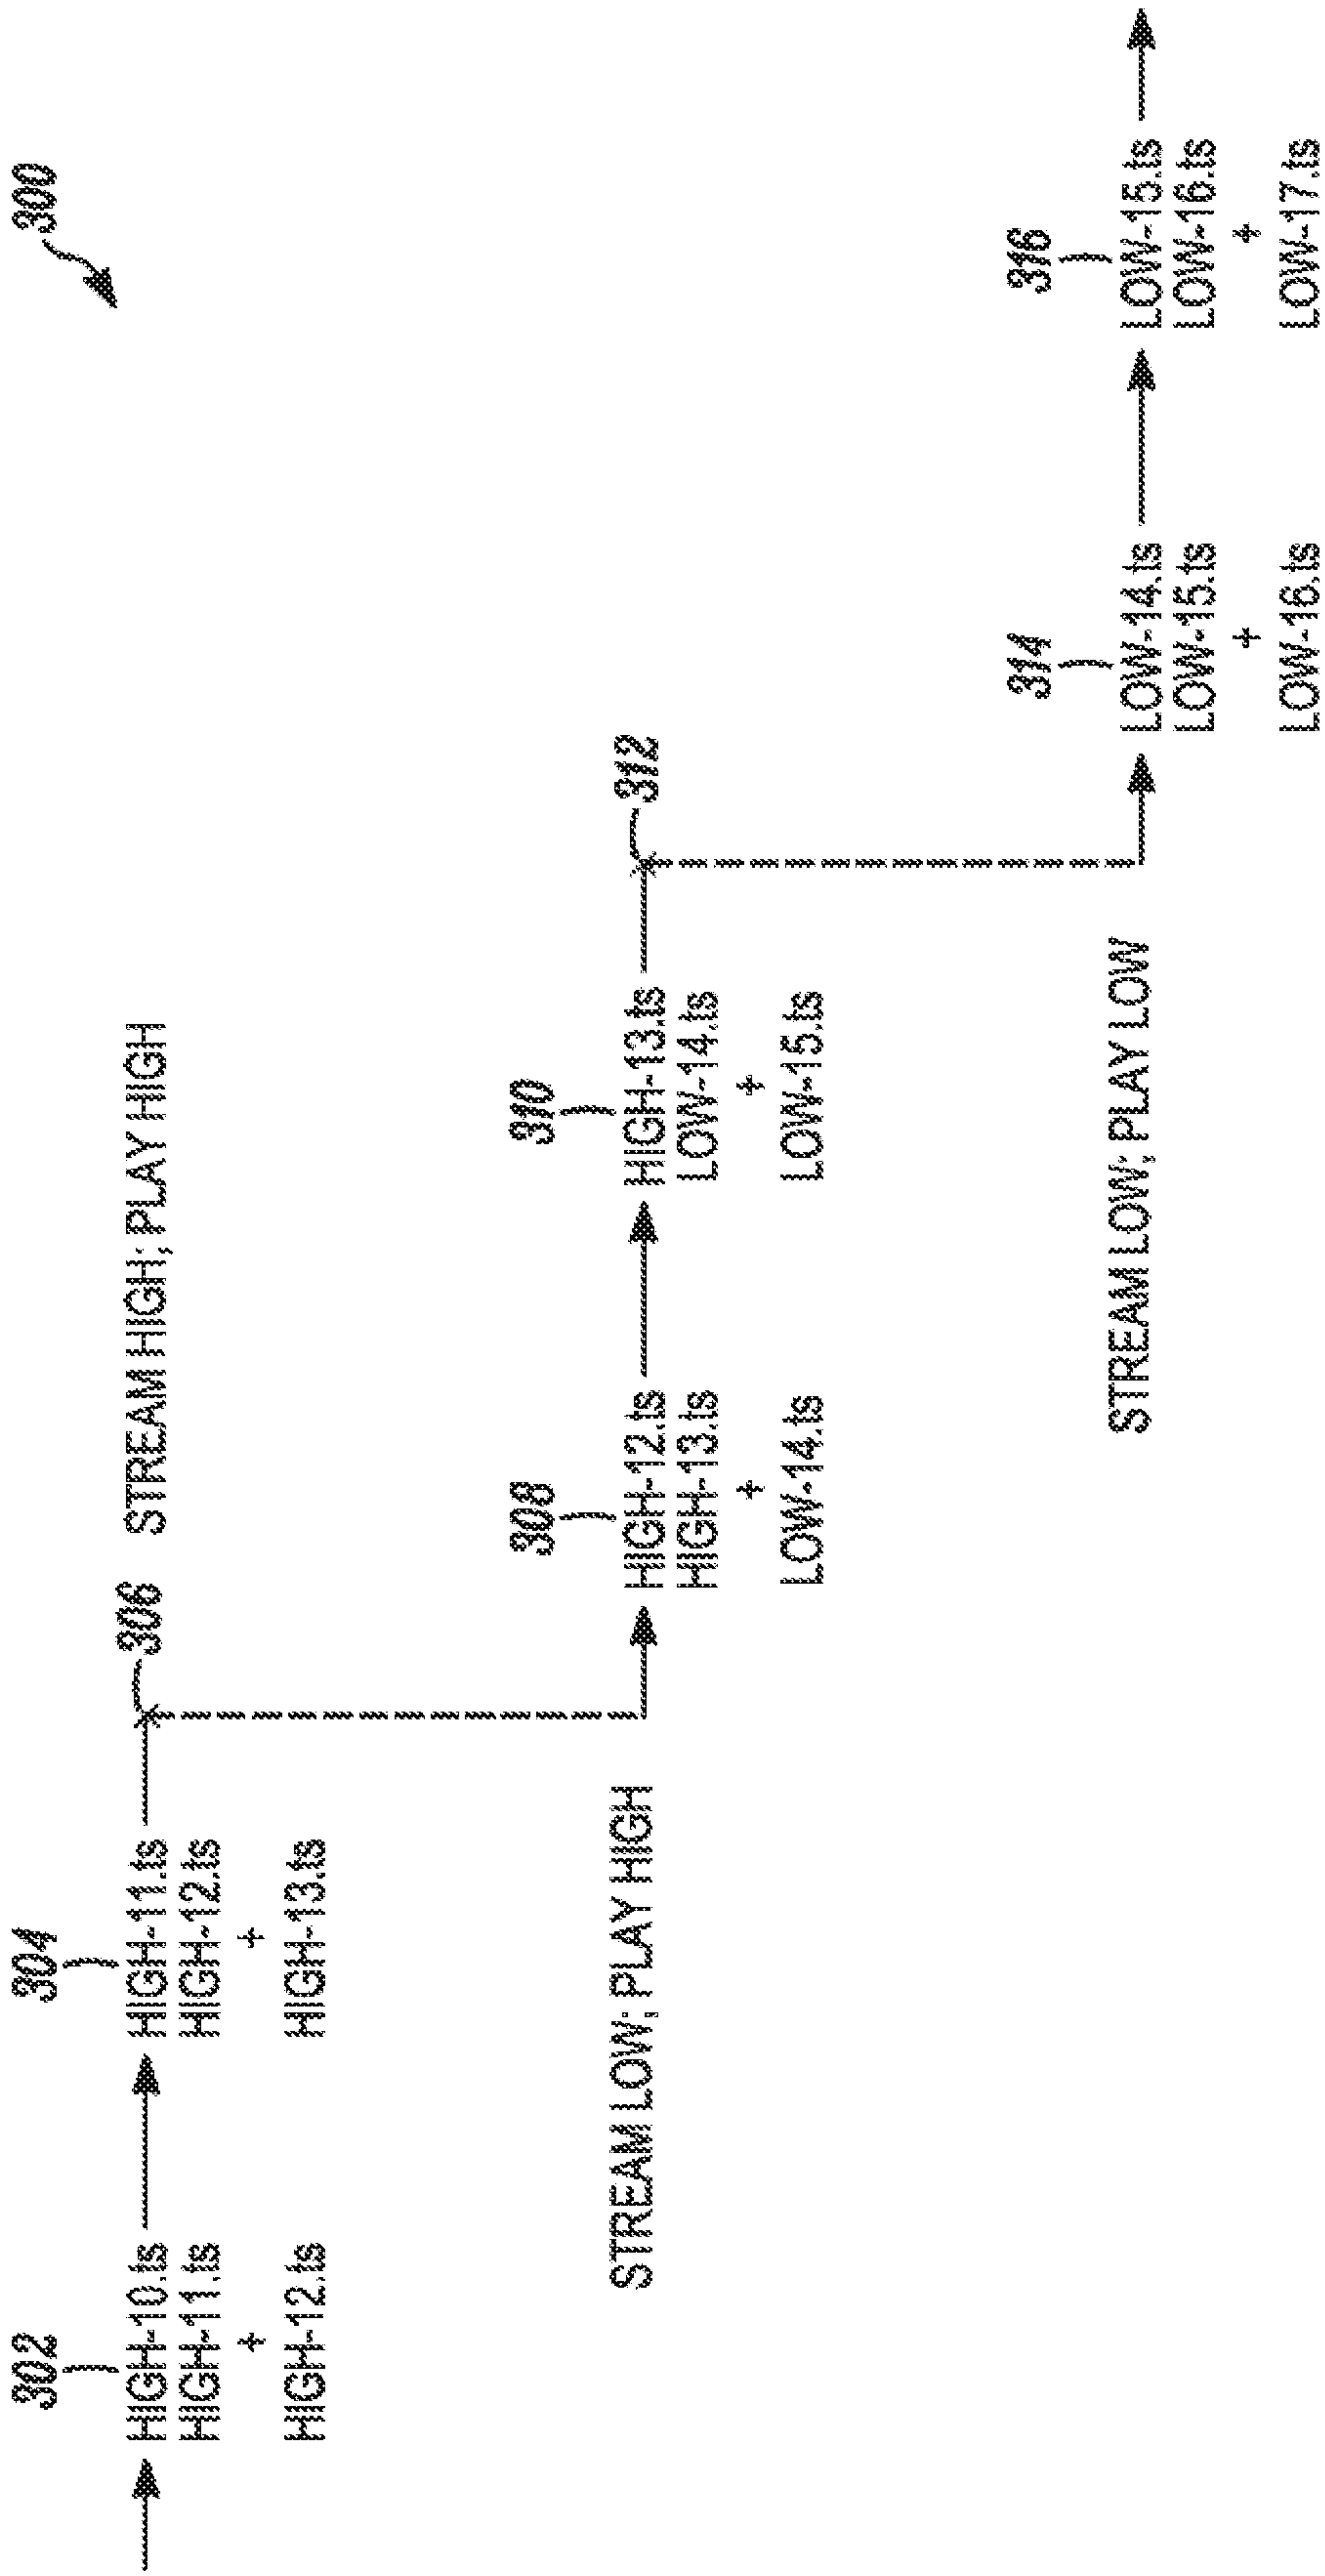 300
302
HIGH-10.ts
HIGH-11.ts
+
HIGH-12.ts
304
HIGH-11.ts
HIGH-12.ts
+
HIGH-13.ts
306
STREAM HIGH; PLAY HIGH
STREAM LOW; PLAY HIGH
308
HIGH-12.ts
HIGH-13.ts
+
LOW-14.ts
310
HIGH-13.ts
LOW-14.ts
+
LOW-15.ts
312
STREAM LOW; PLAY LOW
314
LOW-14.ts
LOW-15.ts
+
LOW-16.ts
316
LOW-15.ts
LOW-16.ts
+
LOW-17.ts